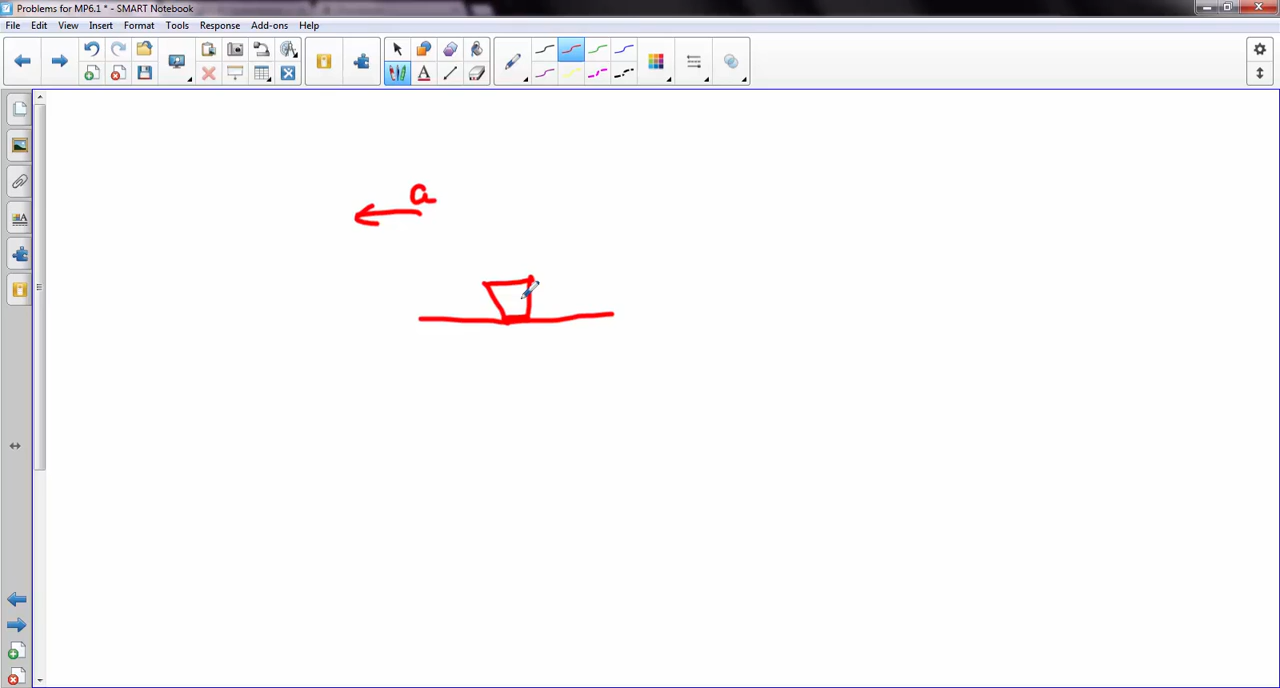 Problems for MP6.1 * - SMART Notebook
File Edit View Insert Format Tools Response Add-ons Help
a